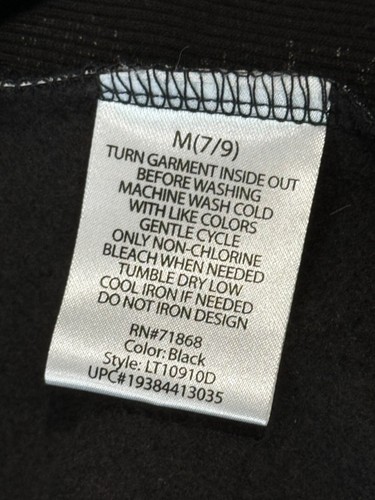 M(7/9)
TURN GARMENT INSIDE OUT
BEFORE WASHING
MACHINE WASH COLD
WITH LIKE COLORS
GENTLE CYCLE
ONLY NON-CHLORINE
BLEACH WHEN NEEDED
TUMBLE DRY LOW
COOL IRON IF NEEDED
DO NOT IRON DESIGN
RN#71868
Color: Black
Style: LT10910D
UPC#19384413035